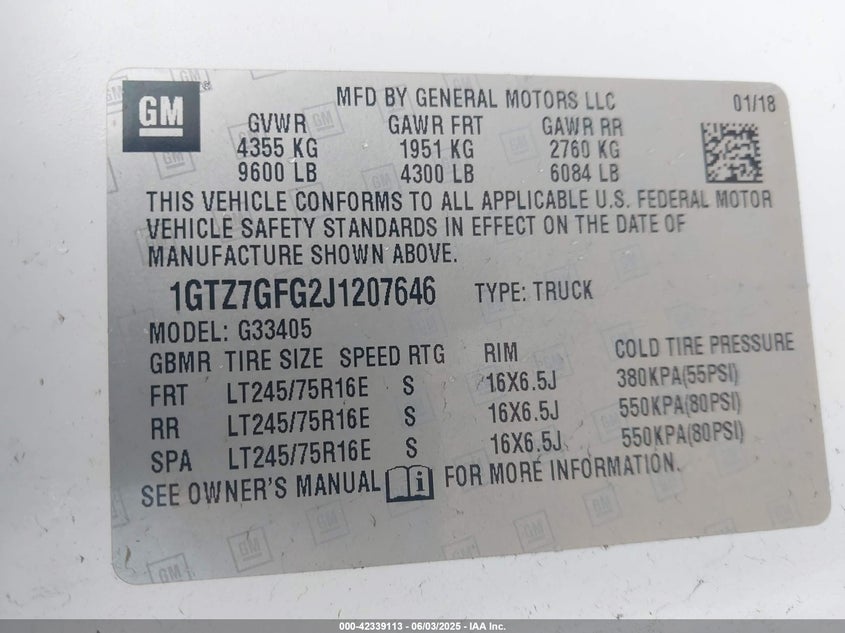 GM
MFD BY GENERAL MOTORS LLC 01/18
GVWR GAWR FRT GAWR RR
4355 KG 1951 KG 2760 KG
9600 LB 4300 LB 6084 LB
THIS VEHICLE CONFORMS TO ALL APPLICABLE U.S. FEDERAL MOTOR
VEHICLE SAFETY STANDARDS IN EFFECT ON THE DATE OF
MANUFACTURE SHOWN ABOVE.
1GTZ7GFG2J1207646 TYPE: TRUCK
MODEL: G33405
GBMR TIRE SIZE SPEED RTG RIM COLD TIRE PRESSURE
FRT LT245/75R16E S 16X6.5J 380KPA(55PSI)
RR LT245/75R16E S 16X6.5J 550KPA(80PSI)
SPA LT245/75R16E S 16X6.5J 550KPA(80PSI)
SEE OWNER'S MANUAL i FOR MORE INFORMATION.
000-42339113 - 06/03/2025 - IAA Inc.